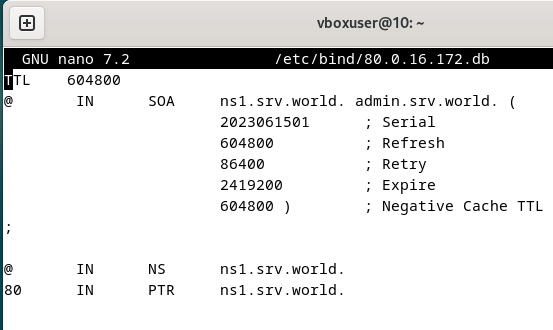 vboxuser@10: ~
GNU nano 7.2 /etc/bind/80.0.16.172.db
TTL 604800
@ IN SOA ns1.srv.world. admin.srv.world. (
2023061501 ; Serial
604800 ; Refresh
86400 ; Retry
2419200 ; Expire
604800 ) ; Negative Cache TTL
;
@ IN NS ns1.srv.world.
80 IN PTR ns1.srv.world.